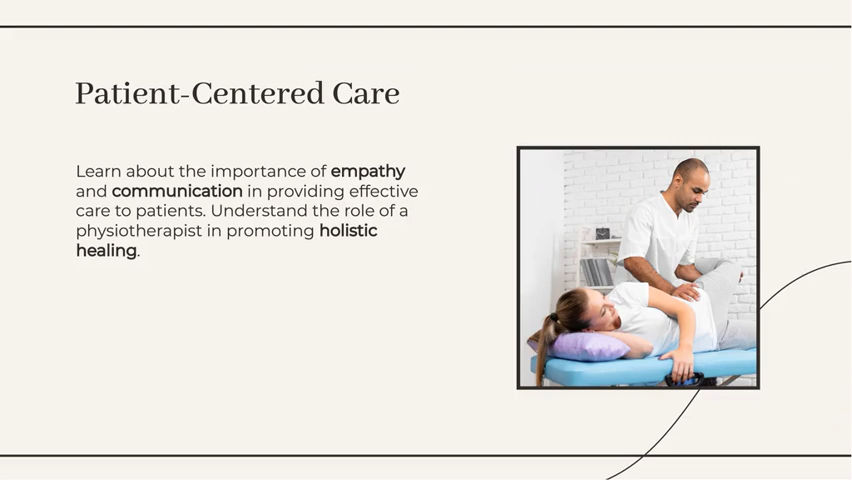 Patient-Centered Care
Learn about the importance of empathy
and communication in providing effective
care to patients. Understand the role of a
physiotherapist in promoting holistic
healing.